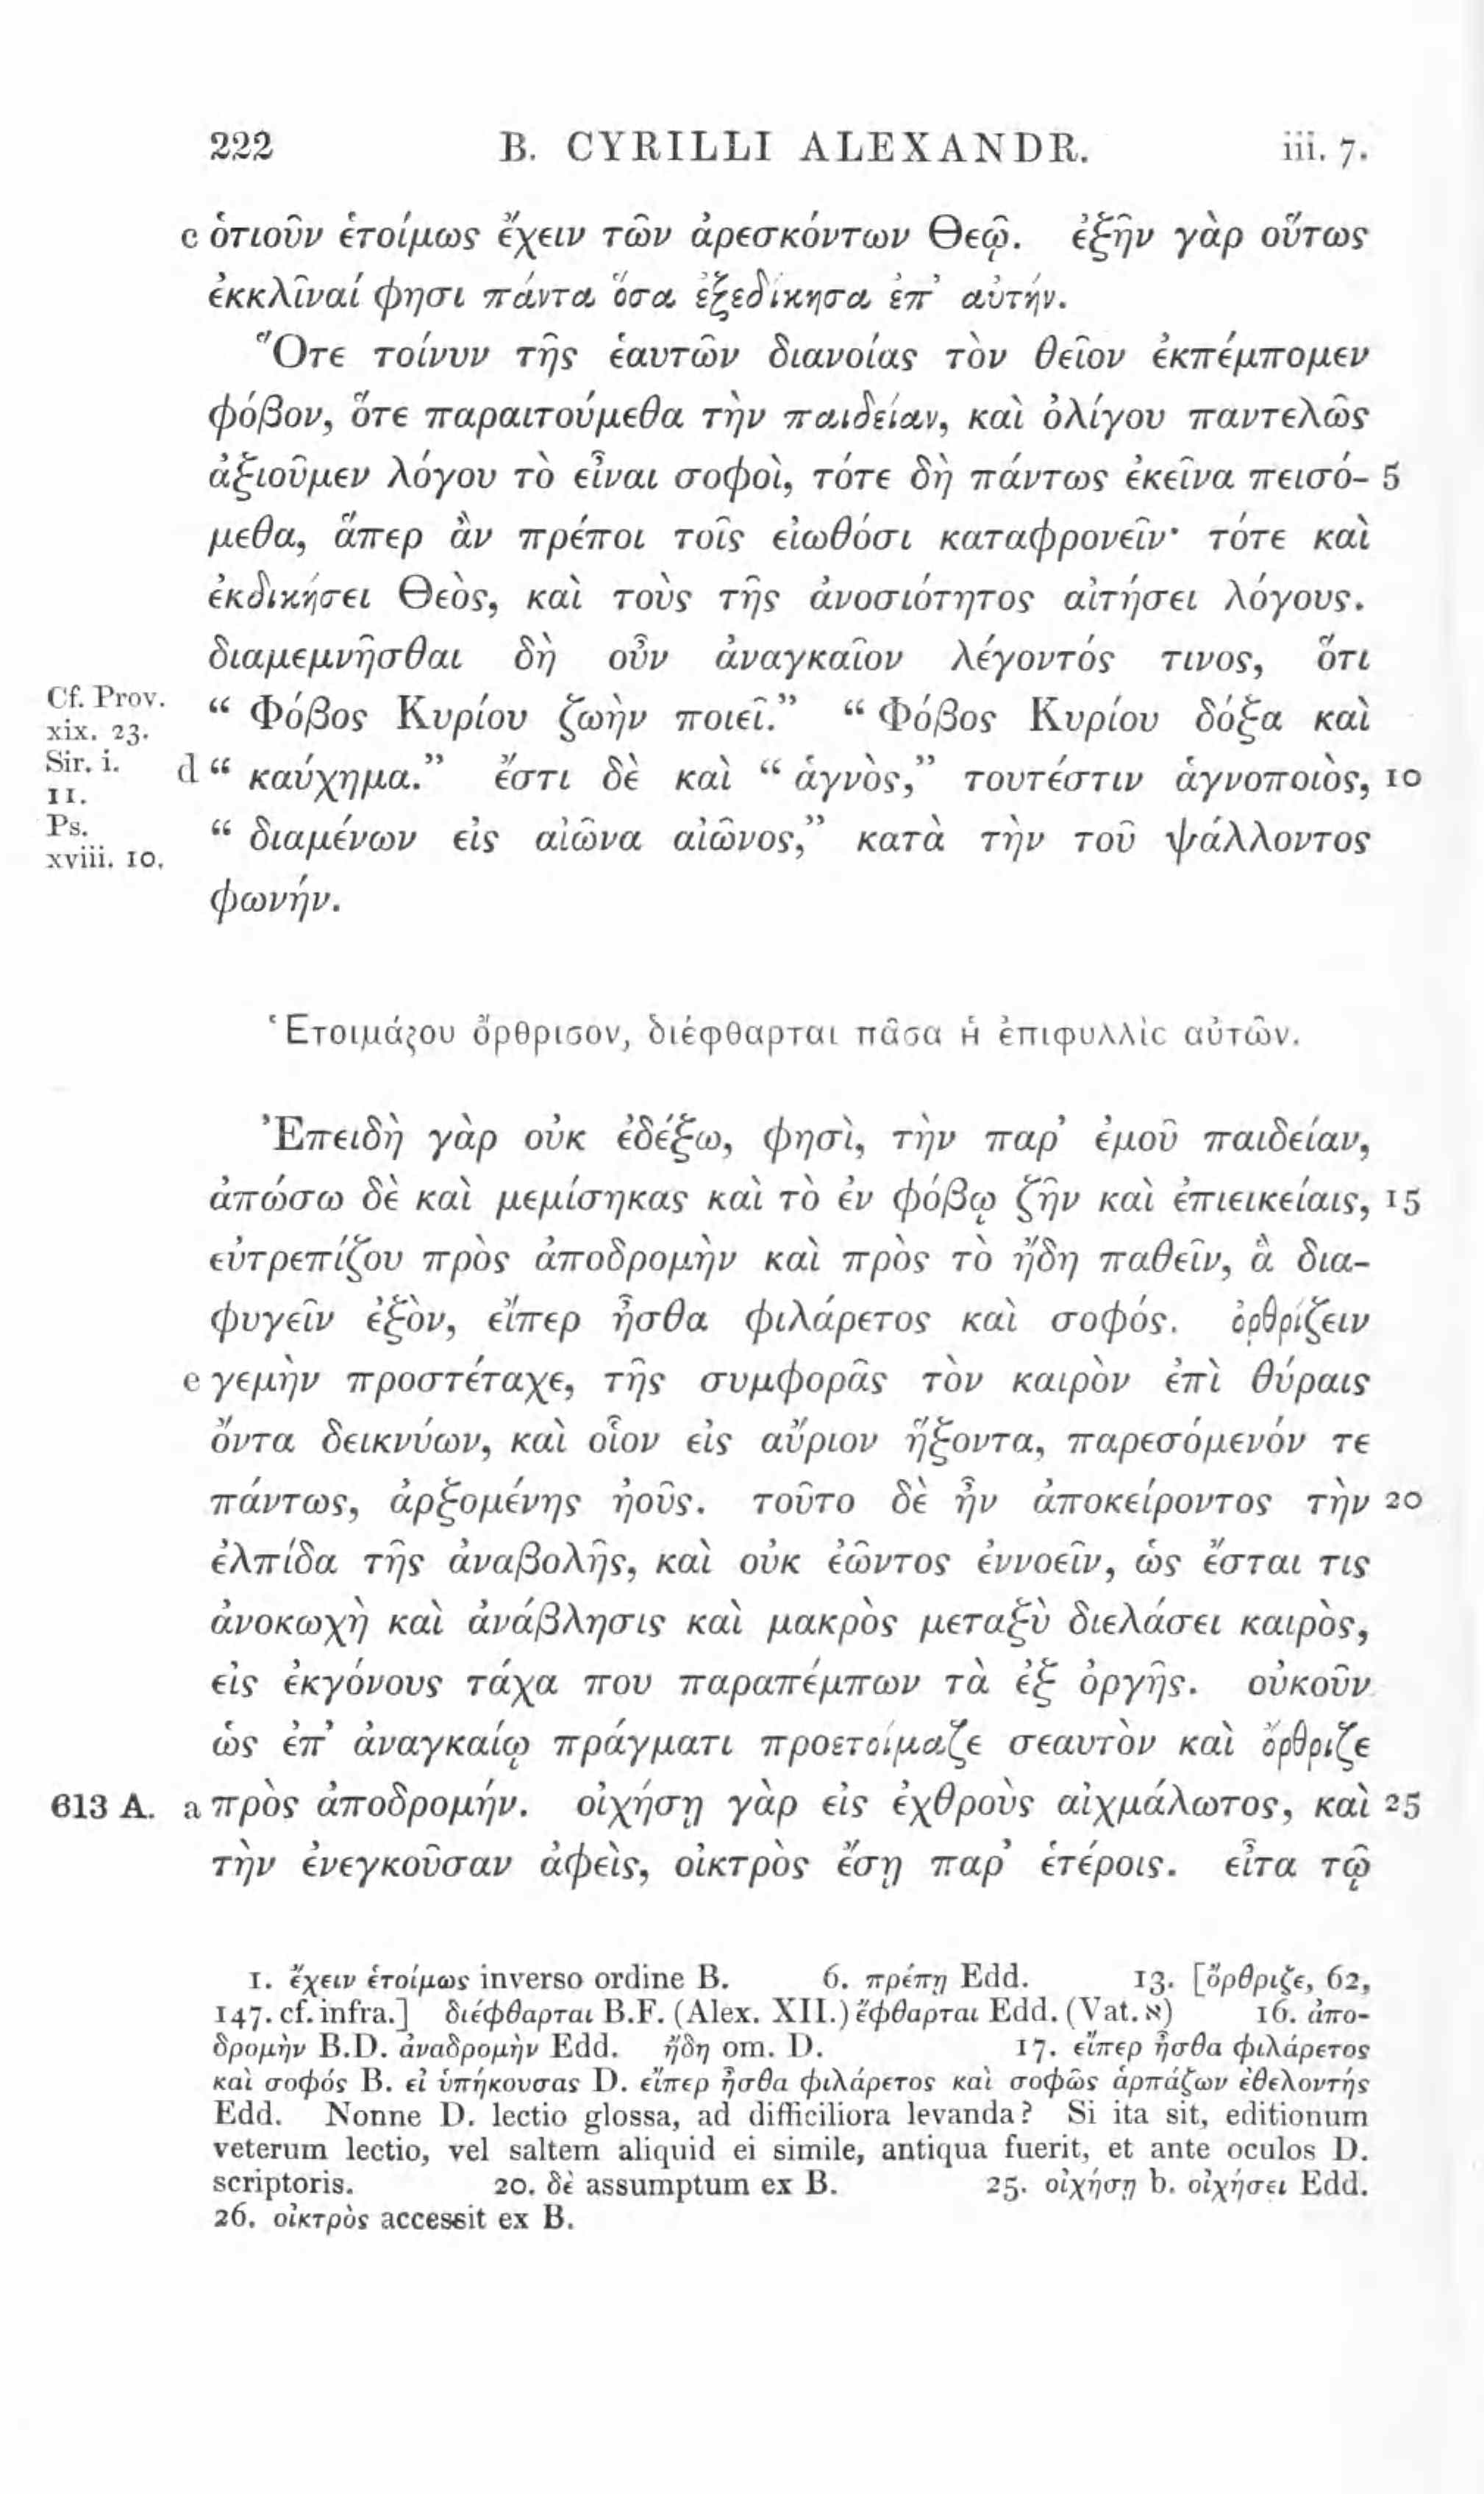 222 B. CYRILLI ALEXANDR. iii. 7.
c ὁτιοῦν ἑτοίμως ἔχειν τῶν ἀρεσκόντων Θεῷ. ἐξῆν γὰρ οὕτως
ἐκκλῖναί φησι πάντα ὅσα ἐξεδίκησα ἐπ’ αὐτήν.
Ὅτε τοίνυν τῆς ἑαυτῶν διανοίας τὸν θεῖον ἐκπέμπομεν
φόβον, ὅτε παραιτούμεθα τὴν παιδείαν, καὶ ὀλίγου παντελῶς
ἀξιοῦμεν λόγου τὸ εἶναι σοφοὶ, τότε δὴ πάντως ἐκεῖνα πεισό- 5
μεθα, ἅπερ ἂν πρέποι τοῖς εἰωθόσι καταφρονεῖν· τότε καὶ
ἐκδικήσει Θεὸς, καὶ τοὺς τῆς ἀνοσιότητος αἰτήσει λόγους.
διαμεμνῆσθαι δὴ οὖν ἀναγκαῖον λέγοντός τινος, ὅτι
Cf. Prov. “ Φόβος Κυρίου ζωὴν ποιεῖ.” “ Φόβος Κυρίου δόξα καὶ
xix. 23.
Sir. i. d “ καύχημα.” ἔστι δὲ καὶ “ ἁγνὸς,” τουτέστιν ἁγνοποιὸς, 10
11.
Ps. “ διαμένων εἰς αἰῶνα αἰῶνος,” κατὰ τὴν τοῦ ψάλλοντος
xviii. 10.
φωνήν.
Ἑτοιμάζου ὄρθρισον, διέφθαρται πᾶσα ἡ ἐπιφυλλὶς αὐτῶν.
Ἐπειδὴ γὰρ οὐκ ἐδέξω, φησὶ, τὴν παρ’ ἐμοῦ παιδείαν,
ἀπώσω δὲ καὶ μεμίσηκας καὶ τὸ ἐν φόβῳ ζῆν καὶ ἐπιεικείαις, 15
εὐτρεπίζου πρὸς ἀποδρομὴν καὶ πρὸς τὸ ἤδη παθεῖν, ἃ δια-
φυγεῖν ἐξὸν, εἴπερ ἦσθα φιλάρετος καὶ σοφός. ὀρθρίζειν
e γεμὴν προστέταχε, τῆς συμφορᾶς τὸν καιρὸν ἐπὶ θύραις
ὄντα δεικνύων, καὶ οἷον εἰς αὔριον ἥξοντα, παρεσόμενόν τε
πάντως, ἀρξομένης ἠοῦς. τοῦτο δὲ ἦν ἀποκείροντος τὴν 20
ἐλπίδα τῆς ἀναβολῆς, καὶ οὐκ ἐῶντος ἐννοεῖν, ὡς ἔσται τις
ἀνοκωχὴ καὶ ἀνάβλησις καὶ μακρὸς μεταξὺ διελάσει καιρὸς,
εἰς ἐκγόνους τάχα που παραπέμπων τὰ ἐξ ὀργῆς. οὐκοῦν
ὡς ἐπ’ ἀναγκαίῳ πράγματι προετοίμαζε σεαυτὸν καὶ ὄρθριζε
613 A. a πρὸς ἀποδρομήν. οἰχήσῃ γὰρ εἰς ἐχθροὺς αἰχμάλωτος, καὶ 25
τὴν ἐνεγκοῦσαν ἀφεὶς, οἰκτρὸς ἔσῃ παρ’ ἑτέροις. εἶτα τῷ
1. ἔχειν ἑτοίμως inverso ordine B. 6. πρέπῃ Edd. 13. [ὄρθριζε, 62,
147. cf. infra.] διέφθαρται B.F. (Alex. XII.) ἔφθαρται Edd. (Vat. א) 16. ἀπο-
δρομὴν B.D. ἀναδρομὴν Edd. ἤδη om. D. 17. εἴπερ ἦσθα φιλάρετος
καὶ σοφός B. εἰ ὑπήκουσας D. εἴπερ ἦσθα φιλάρετος καὶ σοφῶς ἁρπάζων ἐθελοντής
Edd. Nonne D. lectio glossa, ad difficiliora levanda? Si ita sit, editionum
veterum lectio, vel saltem aliquid ei simile, antiqua fuerit, et ante oculos D.
scriptoris. 20. δὲ assumptum ex B. 25. οἰχήσῃ b. οἰχήσει Edd.
26. οἰκτρὸς accessit ex B.